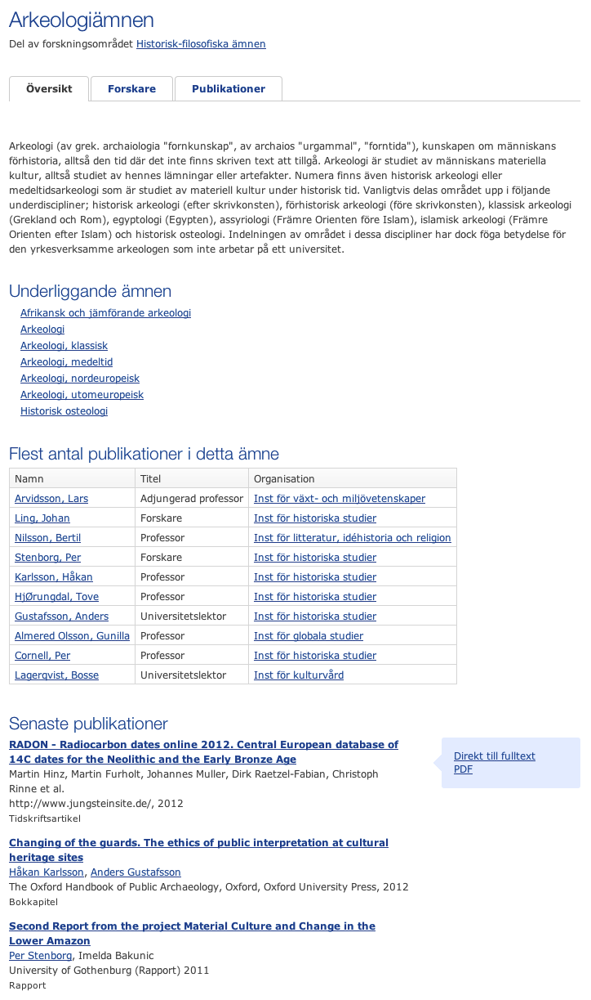 Arkeologiämnen
Del av forskningsområdet Historisk-filosofiska ämnen
Översikt Forskare Publikationer
Arkeologi (av grek. archaiologia "fornkunskap", av archaios "urgammal", "forntida"), kunskapen om människans
förhistoria, alltså den tid där det inte finns skriven text att tillgå. Arkeologi är studiet av människans materiella
kultur, alltså studiet av hennes lämningar eller artefakter. Numera finns även historisk arkeologi eller
medeltidsarkeologi som är studiet av materiell kultur under historisk tid. Vanligtvis delas området upp i följande
underdiscipliner; historisk arkeologi (efter skrivkonsten), förhistorisk arkeologi (före skrivkonsten), klassisk arkeologi
(Grekland och Rom), egyptologi (Egypten), assyriologi (Främre Orienten före Islam), islamisk arkeologi (Främre
Orienten efter Islam) och historisk osteologi. Indelningen av området i dessa discipliner har dock föga betydelse för
den yrkesverksamme arkeologen som inte arbetar på ett universitet.
Underliggande ämnen
Afrikansk och jämförande arkeologi
Arkeologi
Arkeologi, klassisk
Arkeologi, medeltid
Arkeologi, nordeuropeisk
Arkeologi, utomeuropeisk
Historisk osteologi
Flest antal publikationer i detta ämne
Namn Titel Organisation
Arvidsson, Lars Adjungerad professor Inst för växt- och miljövetenskaper
Ling, Johan Forskare Inst för historiska studier
Nilsson, Bertil Professor Inst för litteratur, idéhistoria och religion
Stenborg, Per Forskare Inst för historiska studier
Karlsson, Håkan Professor Inst för historiska studier
HjØrungdal, Tove Professor Inst för historiska studier
Gustafsson, Anders Universitetslektor Inst för historiska studier
Almered Olsson, Gunilla Professor Inst för globala studier
Cornell, Per Professor Inst för historiska studier
Lagerqvist, Bosse Universitetslektor Inst för kulturvård
Senaste publikationer
RADON - Radiocarbon dates online 2012. Central European database of
14C dates for the Neolithic and the Early Bronze Age
Martin Hinz, Martin Furholt, Johannes Muller, Dirk Raetzel-Fabian, Christoph
Rinne et al.
http://www.jungsteinsite.de/, 2012
Tidskriftsartikel
Direkt till fulltext
PDF
Changing of the guards. The ethics of public interpretation at cultural
heritage sites
Håkan Karlsson, Anders Gustafsson
The Oxford Handbook of Public Archaeology, Oxford, Oxford University Press, 2012
Bokkapitel
Second Report from the project Material Culture and Change in the
Lower Amazon
Per Stenborg, Imelda Bakunic
University of Gothenburg (Rapport) 2011
Rapport